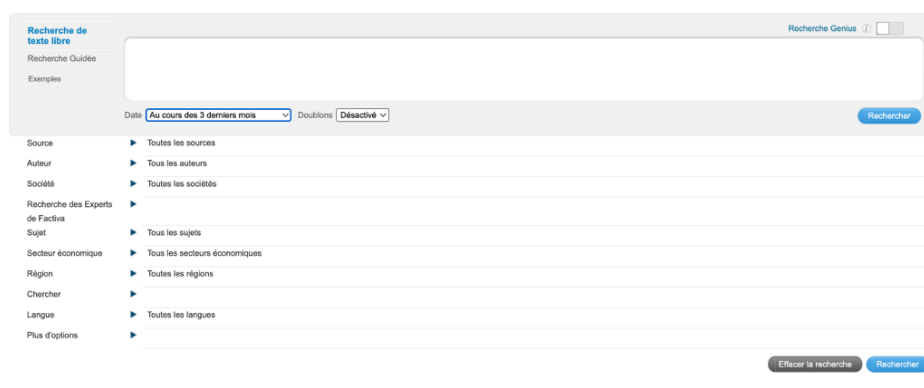 Recherche de
texte libre
Recherche Genius
Recherche Guidée
Exemples
Date Au cours des 3 derniers mois Doublons Désactivé Rechercher
Source Toutes les sources
Auteur Tous les auteurs
Société Toutes les sociétés
Recherche des Experts
de Factiva
Sujet Tous les sujets
Secteur économique Tous les secteurs économiques
Région Toutes les régions
Chercher
Langue Toutes les langues
Plus d'options
Effacer la recherche Rechercher